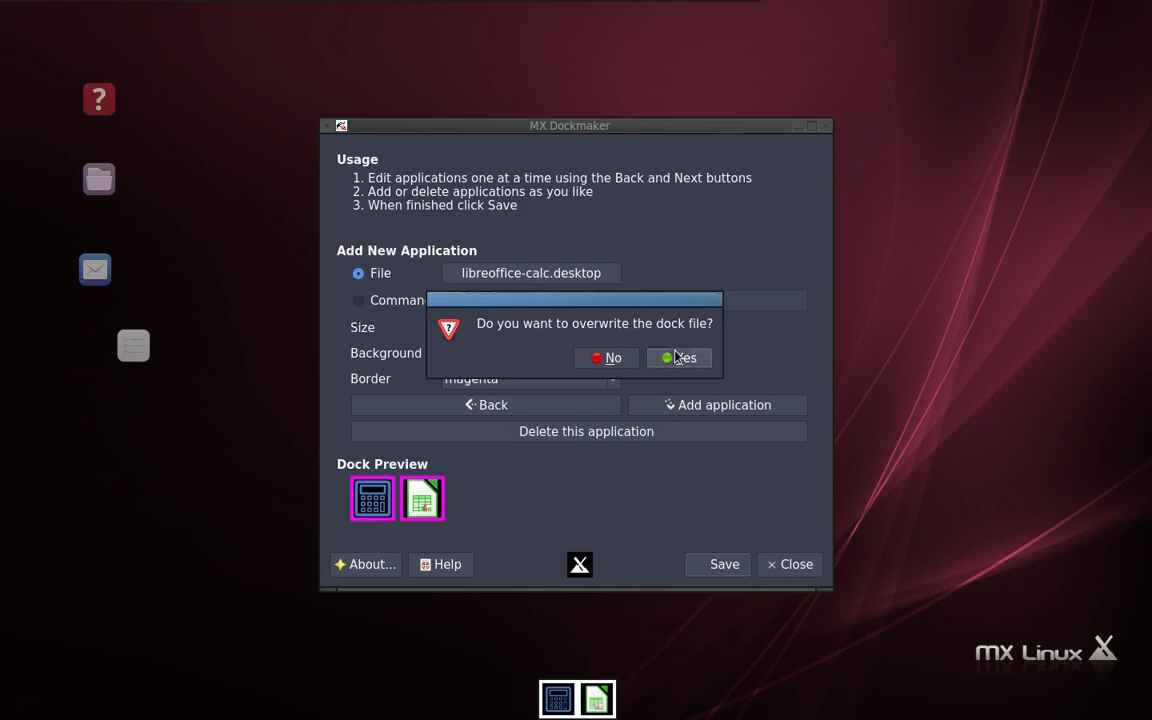 MX Dockmaker
Usage
1. Edit applications one at a time using the Back and Next buttons
2. Add or delete applications as you like
3. When finished click Save
Add New Application
File
libreoffice-calc.desktop
Do you want to overwrite the dock file?
Size
No
Background
Border
magenta
Back
Add application
Delete this application
Dock Preview
About...
Help
Save
Close
MX Linux